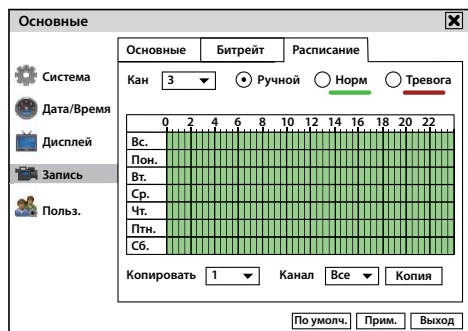 Основные
Основные Битрейт Расписание
Система
Дата/Время
Дисплей
Запись
Польз.
Кан 3 Ручной Норм Тревога
0 2 4 6 8 10 12 14 16 18 20 22
Вс.
Пон.
Вт.
Ср.
Чт.
Птн.
Сб.
Копировать 1 Канал Все Копия
По умолч. Прим. Выход